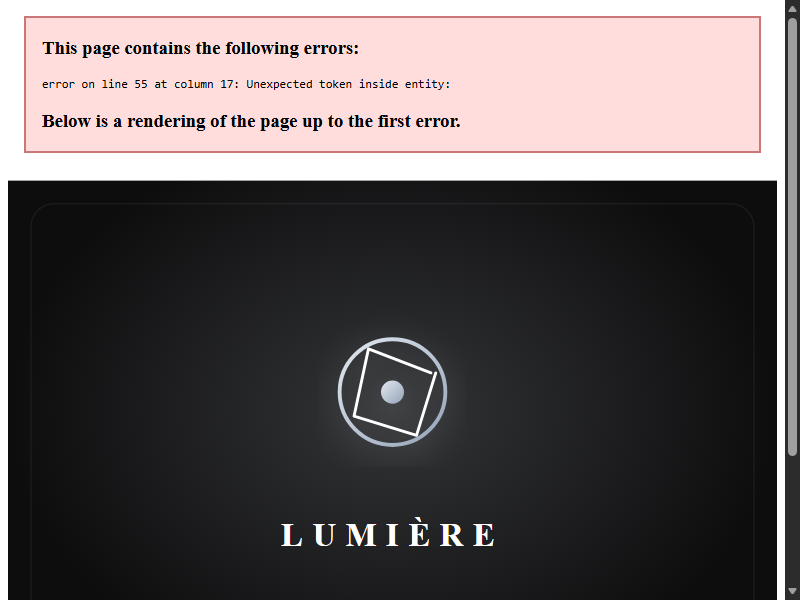 This page contains the following errors:
error on line 55 at column 17: Unexpected token inside entity:
Below is a rendering of the page up to the first error.
LUMIÈRE